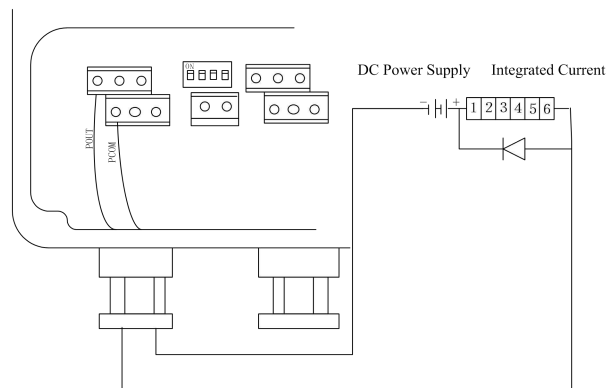 ON
DC Power Supply Integrated Current
- +
1 2 3 4 5 6
POUT
PCOM